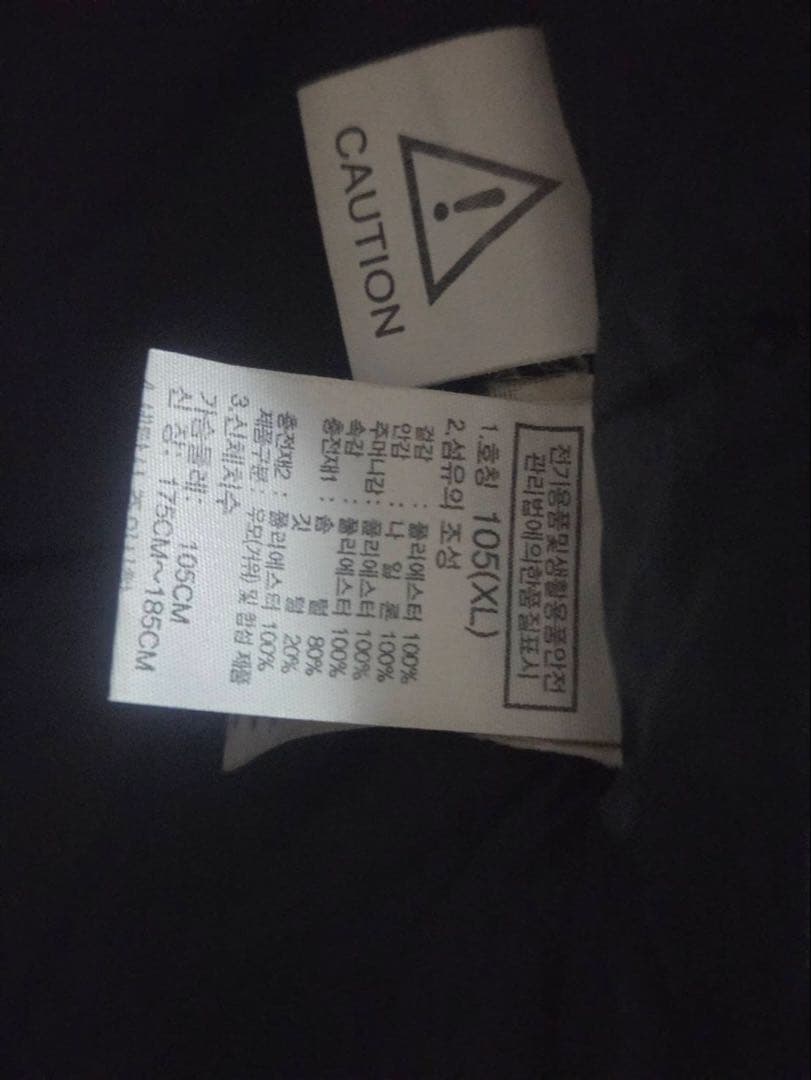 CAUTION
전기용품및생활용품안전
관리법에의한품질표시
1.호칭 105(XL)
2.섬유의 조성
겉감 : 폴리에스터 100%
안감 : 나 일 론 100%
주머니감 : 폴리에스터 100%
속감 : 폴리에스터 100%
충전재1 : 솜 털 80%
깃 털 20%
충전재2 : 폴리에스터 100%
제품구분 : 우모(거위) 및 합섬 제품
3.신체치수
가슴둘레: 105CM
신 장: 175CM~185CM